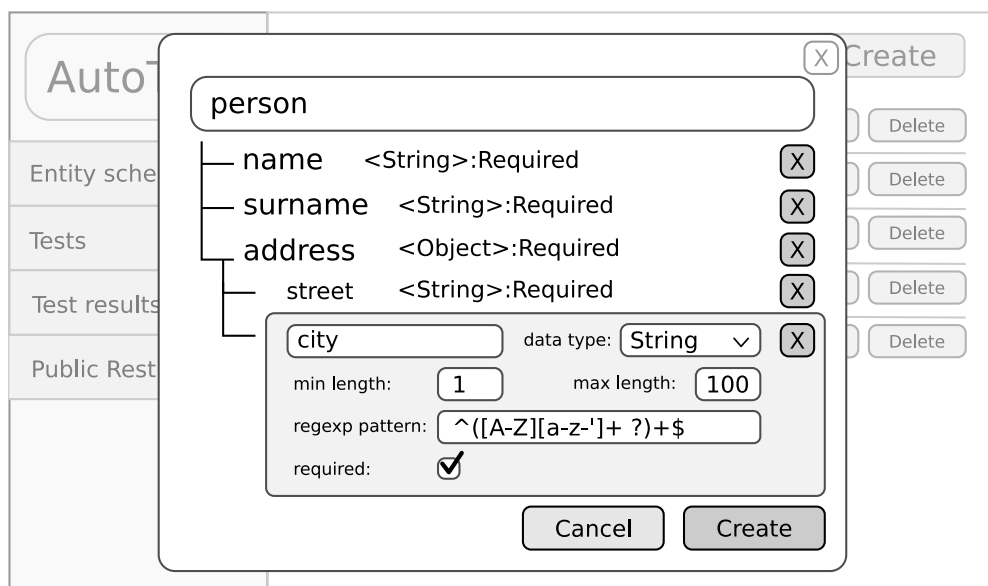 X
AutoT
Create
person
Delete
name <String>:Required X
Entity sche
Delete
surname <String>:Required X
Tests
Delete
address <Object>:Required X
street <String>:Required X
Delete
Test results
city data type: String X
Delete
Public Rest
min length: 1 max length: 100
regexp pattern: ^([A-Z][a-z-']+ ?)+$
required:
Cancel Create